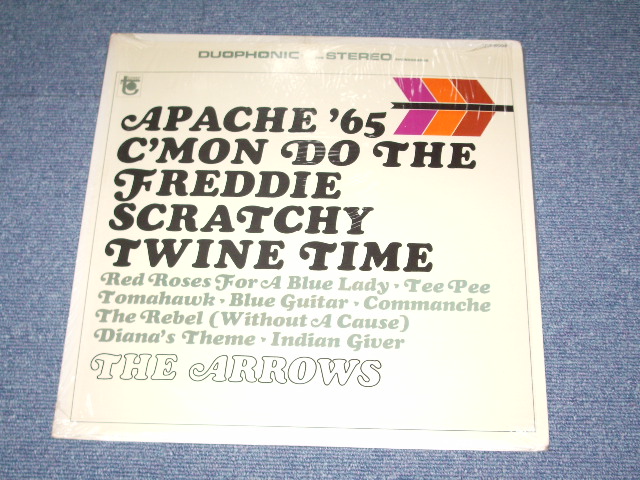 DUOPHONIC STEREO
APACHE '65
C'MON DO THE
FREDDIE
SCRATCHY
TWINE TIME
Red Roses For A Blue Lady · Tee Pee
Tomahawk · Blue Guitar · Commanche
The Rebel (Without A Cause)
Diana's Theme · Indian Giver
THE ARROWS